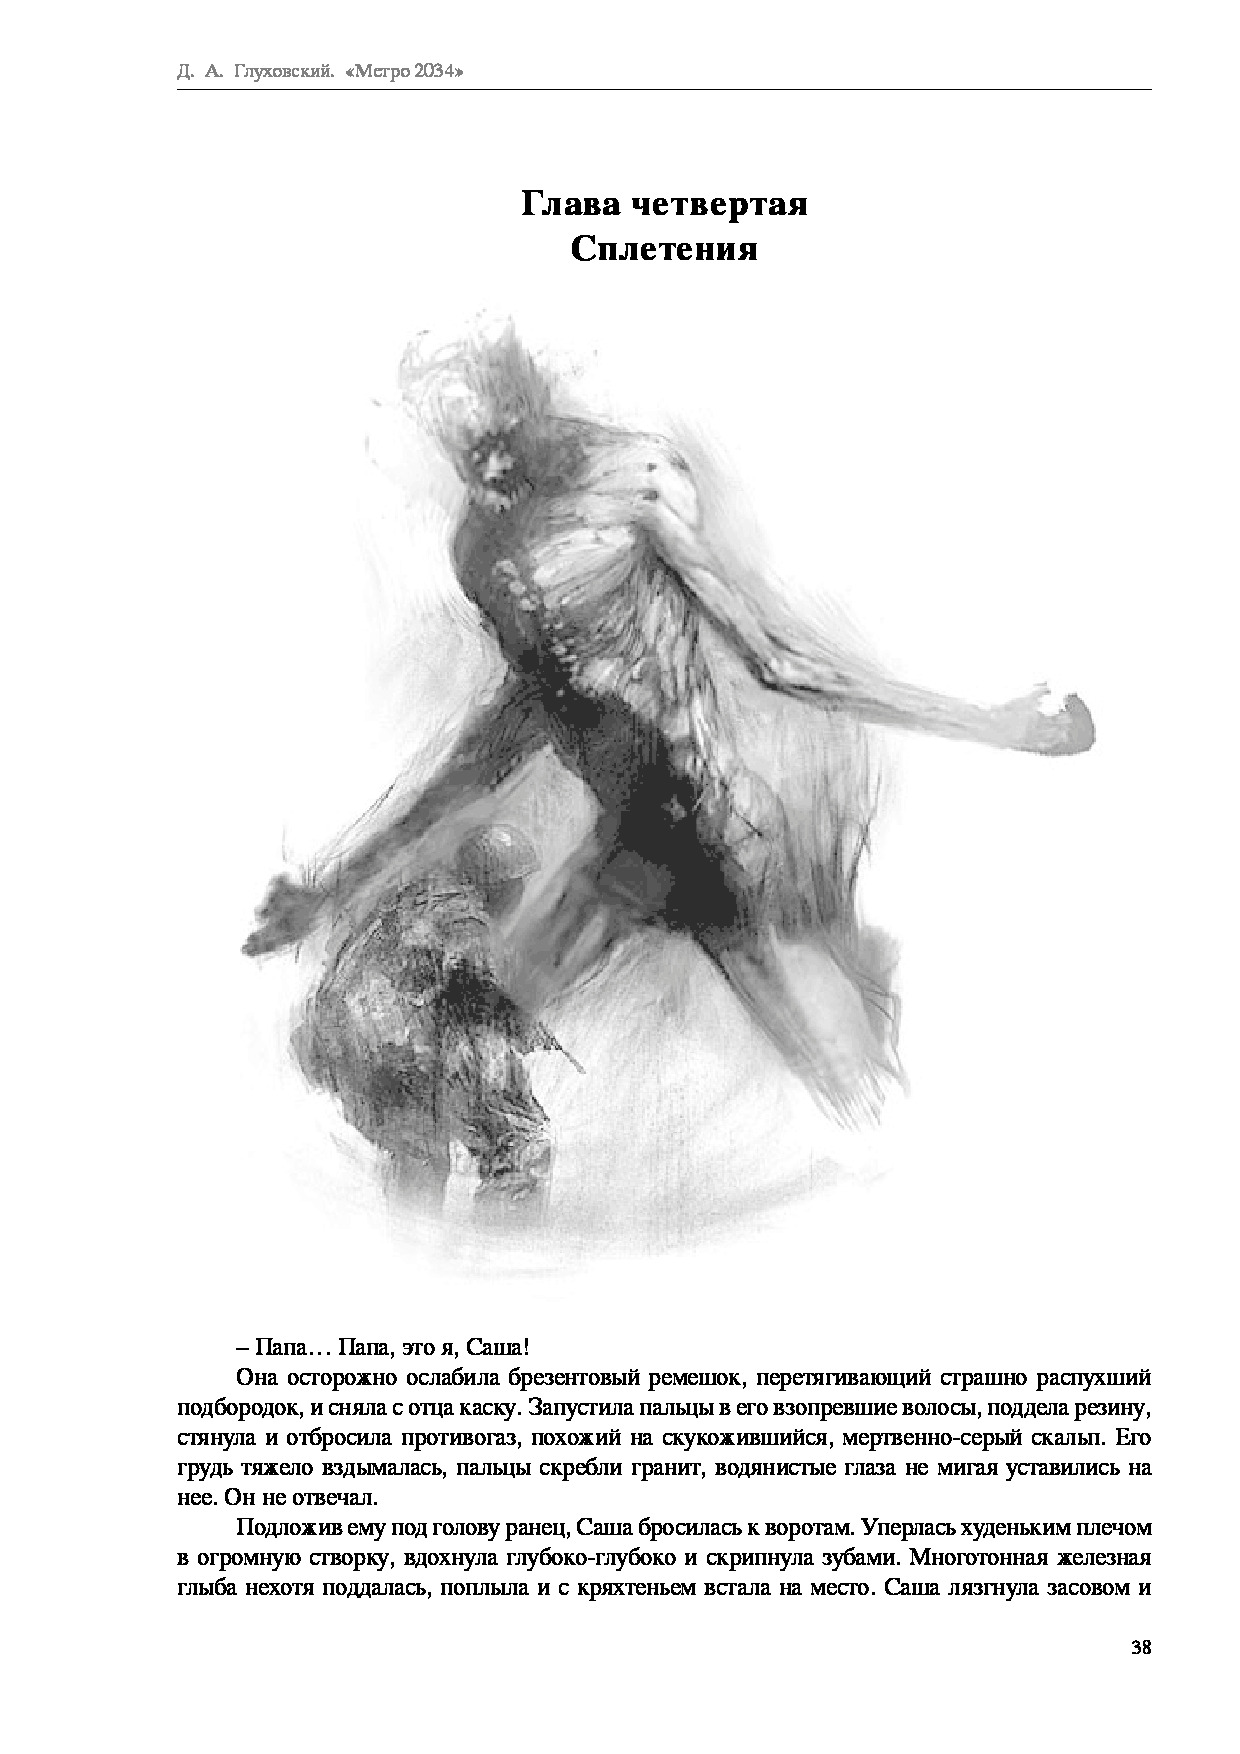 Д. А. Глуховский. «Метро 2034»
Глава четвертая
Сплетения
– Папа… Папа, это я, Саша!
Она осторожно ослабила брезентовый ремешок, перетягивающий страшно распухший
подбородок, и сняла с отца каску. Запустила пальцы в его взопревшие волосы, поддела резину,
стянула и отбросила противогаз, похожий на скукожившийся, мертвенно-серый скальп. Его
грудь тяжело вздымалась, пальцы скребли гранит, водянистые глаза не мигая уставились на
нее. Он не отвечал.
Подложив ему под голову ранец, Саша бросилась к воротам. Уперлась худеньким плечом
в огромную створку, вдохнула глубоко-глубоко и скрипнула зубами. Многотонная железная
глыба нехотя поддалась, поплыла и с кряхтеньем встала на место. Саша лязгнула засовом и
38